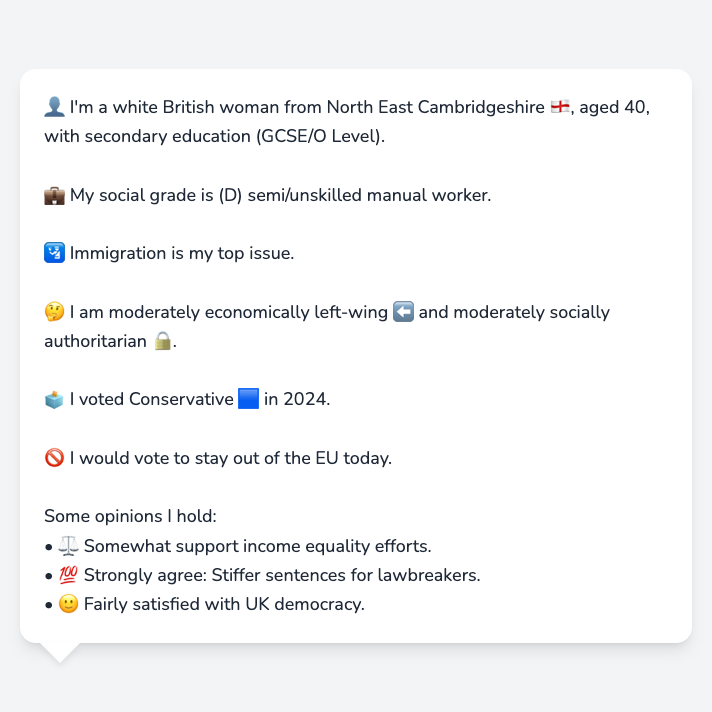 👤 I'm a white British woman from North East Cambridgeshire 🏴󠁧󠁢󠁥󠁮󠁧󠁿, aged 40,
with secondary education (GCSE/O Level).
💼 My social grade is (D) semi/unskilled manual worker.
🛂 Immigration is my top issue.
🤔 I am moderately economically left-wing ⬅️ and moderately socially
authoritarian 🔒.
🗳️ I voted Conservative 🟦 in 2024.
🚫 I would vote to stay out of the EU today.
Some opinions I hold:
• ⚖️ Somewhat support income equality efforts.
• 💯 Strongly agree: Stiffer sentences for lawbreakers.
• 🙂 Fairly satisfied with UK democracy.